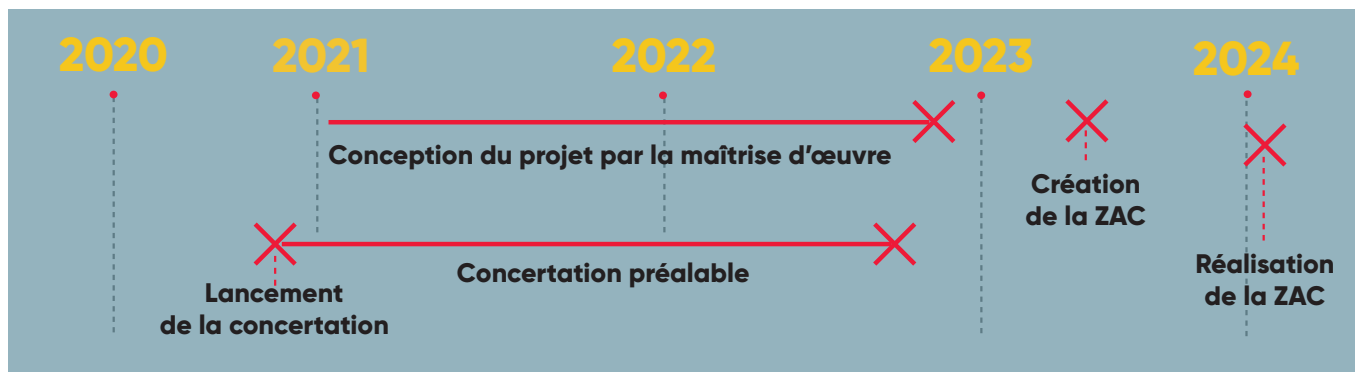 2020 2021 2022 2023 2024
Conception du projet par la maîtrise d'œuvre
Création
de la ZAC
Concertation préalable
Lancement
de la concertation
Réalisation
de la ZAC